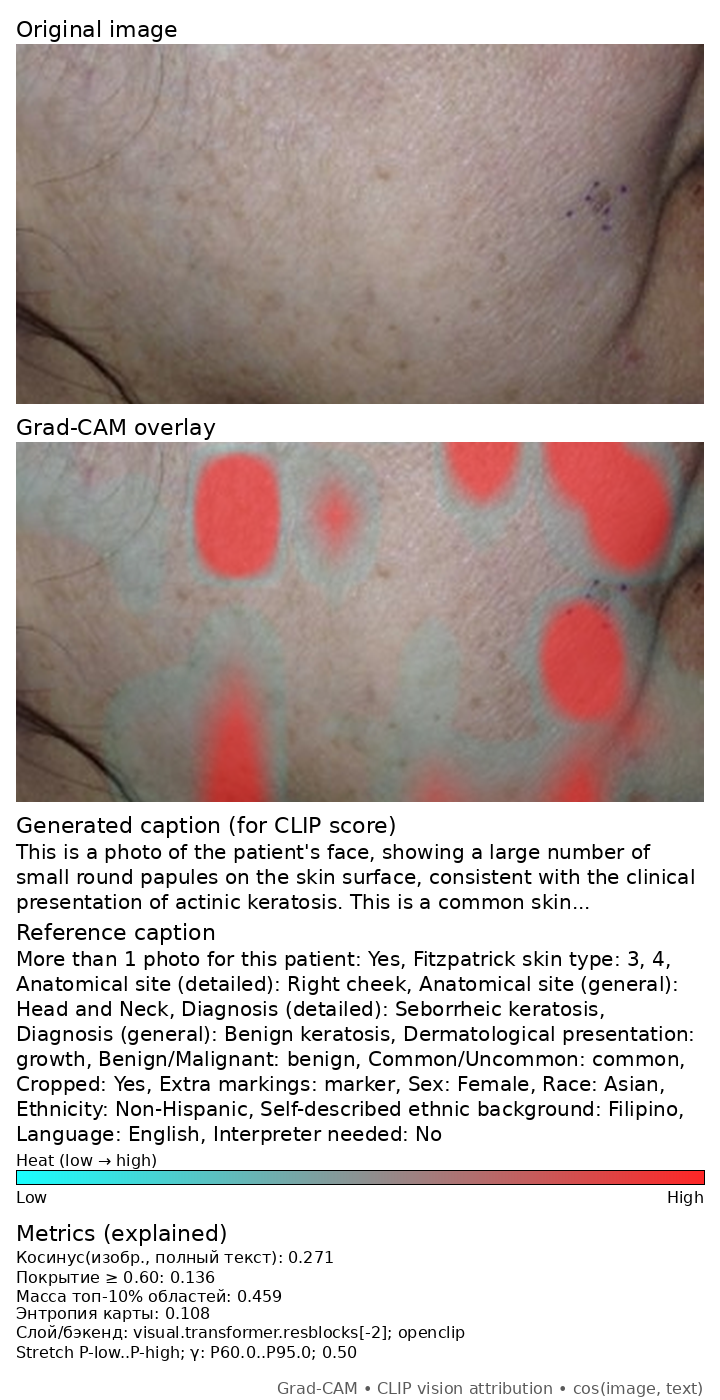 Original image
Grad-CAM overlay
Generated caption (for CLIP score)
This is a photo of the patient's face, showing a large number of
small round papules on the skin surface, consistent with the clinical
presentation of actinic keratosis. This is a common skin...
Reference caption
More than 1 photo for this patient: Yes, Fitzpatrick skin type: 3, 4,
Anatomical site (detailed): Right cheek, Anatomical site (general):
Head and Neck, Diagnosis (detailed): Seborrheic keratosis,
Diagnosis (general): Benign keratosis, Dermatological presentation:
growth, Benign/Malignant: benign, Common/Uncommon: common,
Cropped: Yes, Extra markings: marker, Sex: Female, Race: Asian,
Ethnicity: Non-Hispanic, Self-described ethnic background: Filipino,
Language: English, Interpreter needed: No
Heat (low → high)
Low High
Metrics (explained)
Косинус(изобр., полный текст): 0.271
Покрытие ≥ 0.60: 0.136
Масса топ-10% областей: 0.459
Энтропия карты: 0.108
Слой/бэкенд: visual.transformer.resblocks[-2]; openclip
Stretch P-low..P-high; γ: P60.0..P95.0; 0.50
Grad-CAM • CLIP vision attribution • cos(image, text)